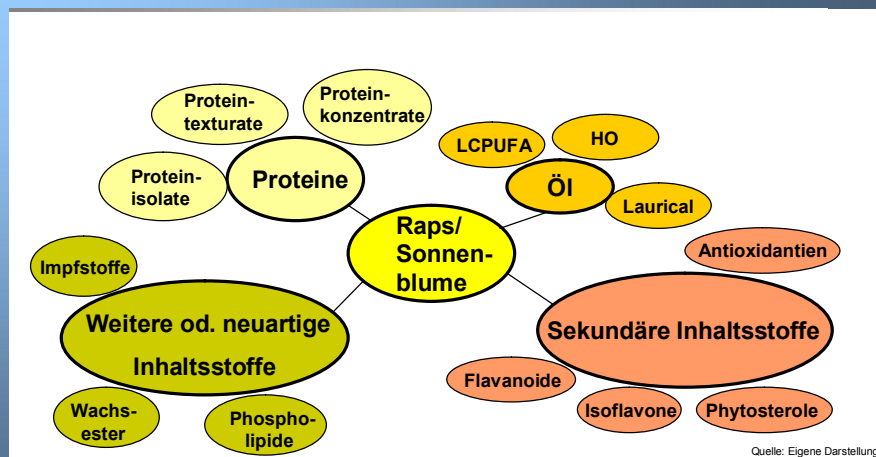 Protein-
texturate
Protein-
konzentrate
Protein-
isolate
Proteine
LCPUFA
HO
Öl
Laurical
Raps/
Sonnen-
blume
Antioxidantien
Sekundäre Inhaltsstoffe
Flavanoide
Isoflavone
Phytosterole
Impfstoffe
Weitere od. neuartige
Inhaltsstoffe
Wachs-
ester
Phospho-
lipide
Quelle: Eigene Darstellung